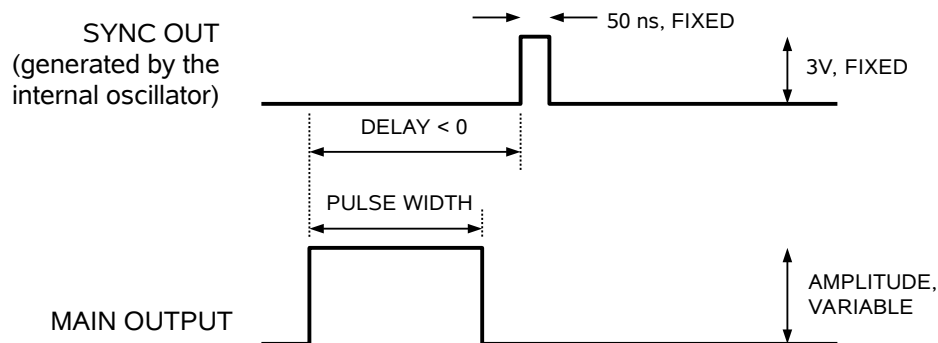 50 ns, FIXED
SYNC OUT
(generated by the
internal oscillator)
3V, FIXED
DELAY < 0
PULSE WIDTH
AMPLITUDE,
VARIABLE
MAIN OUTPUT